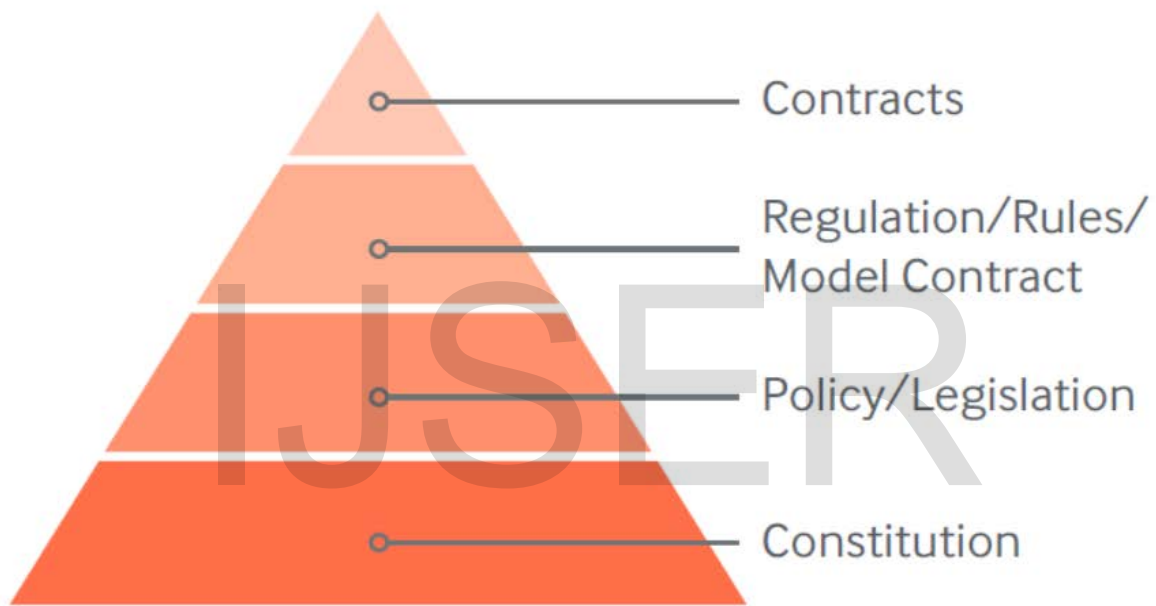 Contracts
Regulation/Rules/
Model Contract
IJSER
Policy/Legislation
Constitution